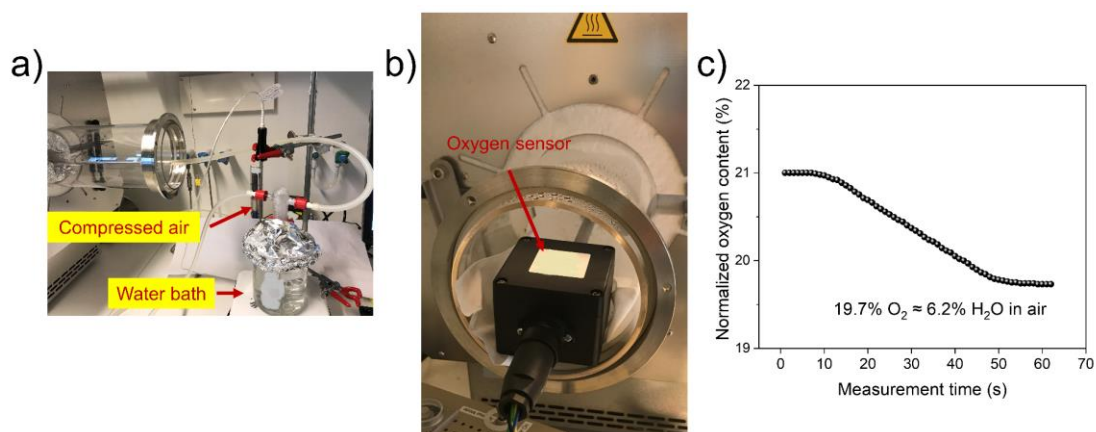 a)
Compressed air
Water bath
b)
Oxygen sensor
c)
Normalized oxygen content (%)
22
21
20
19
19.7% O₂ ≈ 6.2% H₂O in air
0 10 20 30 40 50 60 70
Measurement time (s)